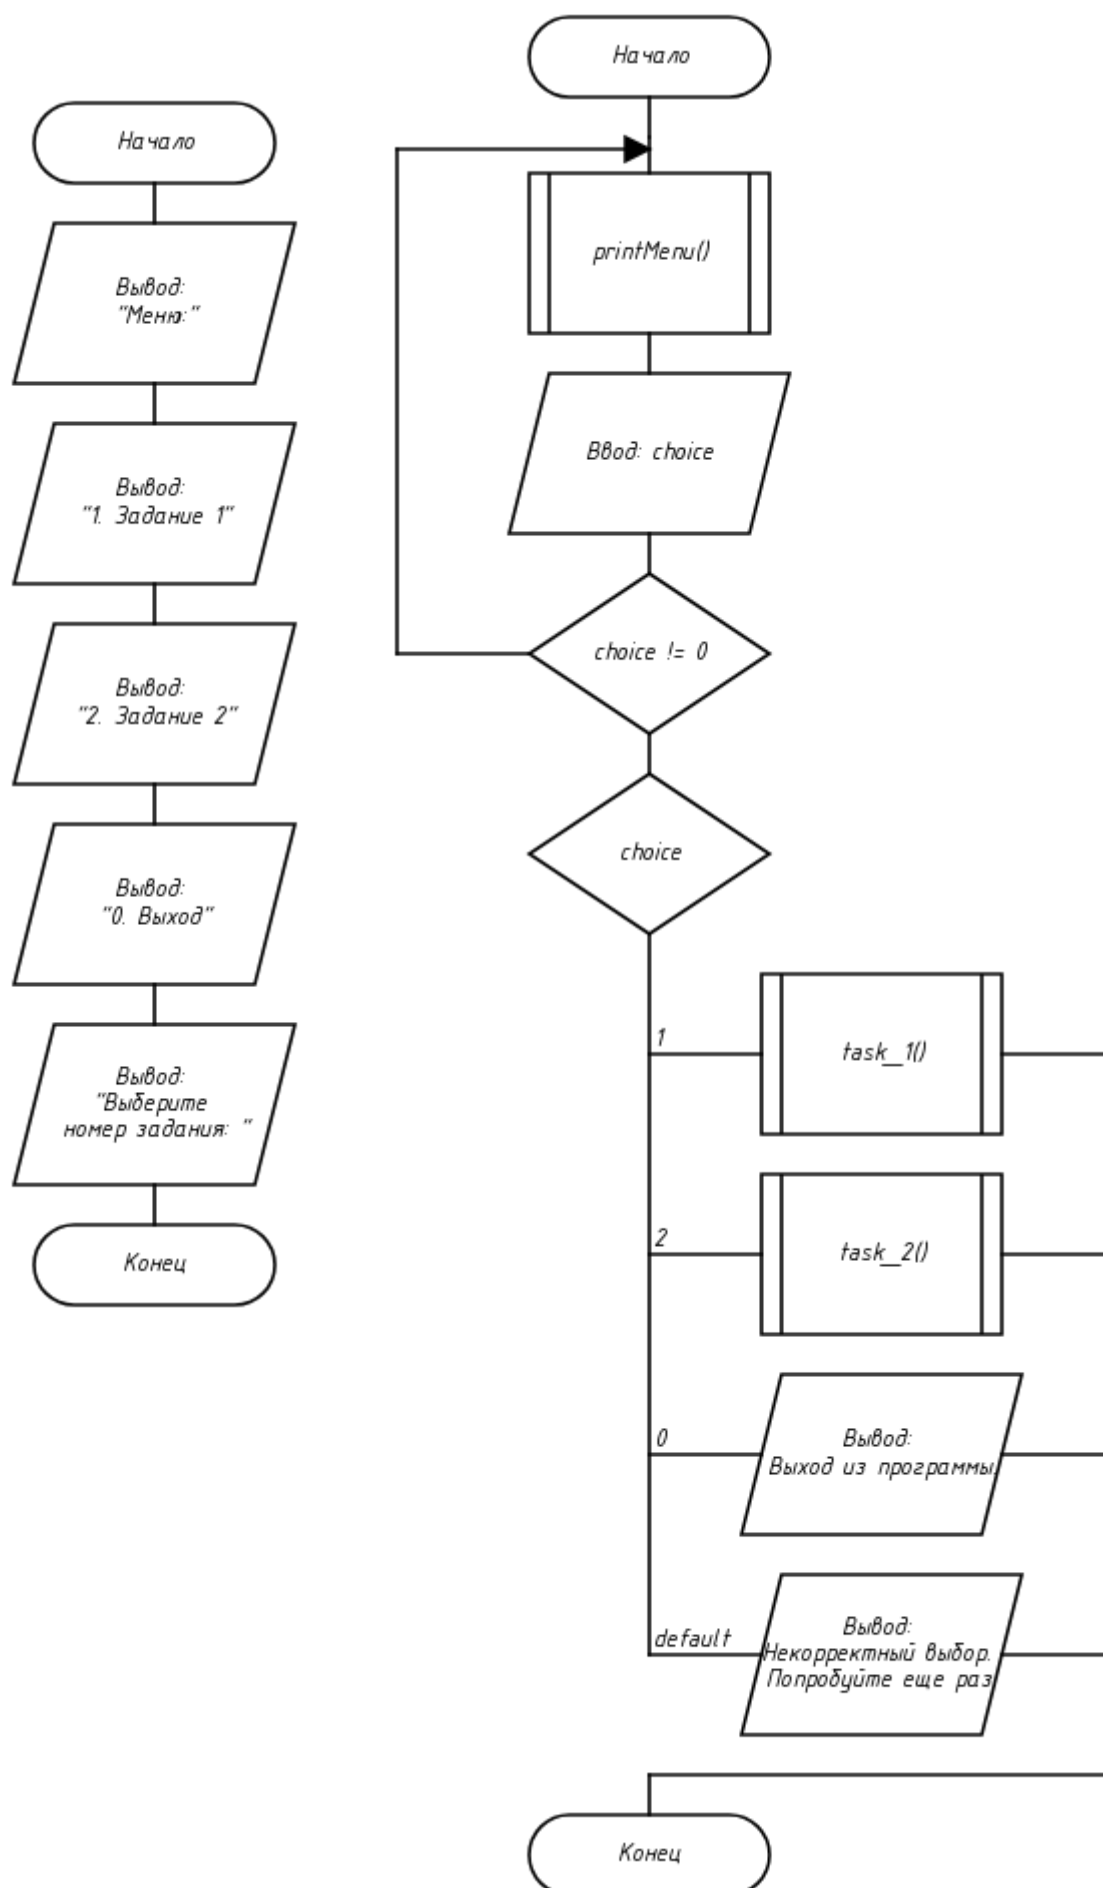 Начало
Вывод:
"Меню:"
Вывод:
"1. Задание 1"
Вывод:
"2. Задание 2"
Вывод:
"0. Выход"
Вывод:
"Выберите
номер задания: "
Конец
Начало
printMenu()
Ввод: choice
choice != 0
choice
1
task_1()
2
task_2()
0
Вывод:
Выход из программы.
default
Вывод:
Некорректный выбор.
Попробуйте еще раз
Конец